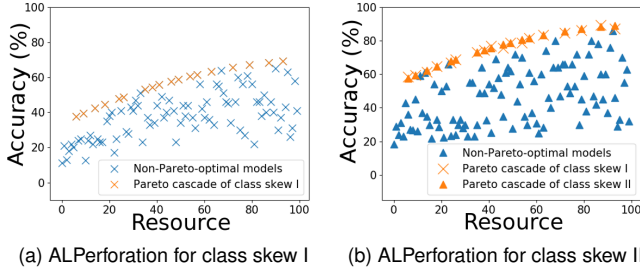 Accuracy (%)
100
80
60
40
20
0
Non-Pareto-optimal models
Pareto cascade of class skew I
0 20 40 60 80 100
Resource
(a) ALPerforation for class skew I
Accuracy (%)
100
80
60
40
20
0
Non-Pareto-optimal models
Pareto cascade of class skew I
Pareto cascade of class skew II
0 20 40 60 80 100
Resource
(b) ALPerforation for class skew II